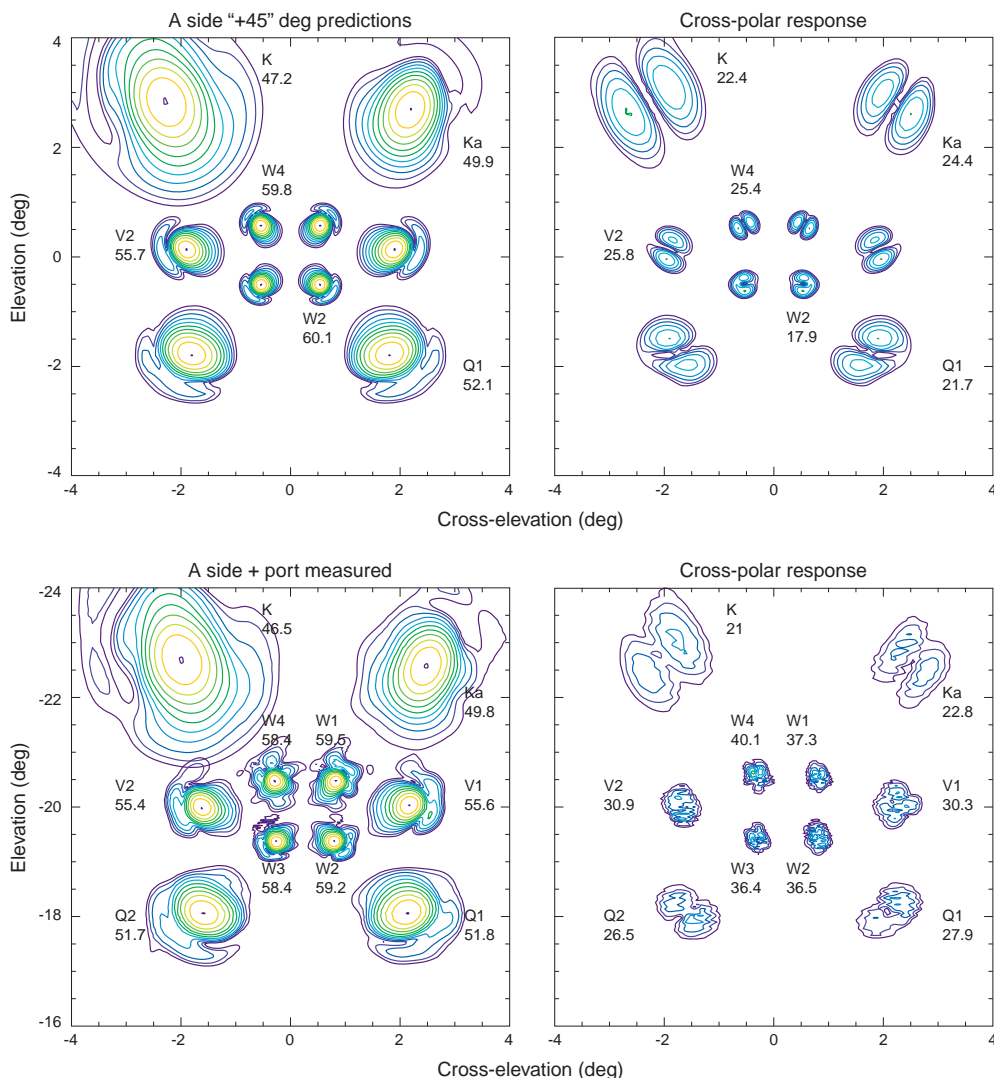 A side “+45” deg predictions
Cross-polar response
4
2
0
-2
-4
Elevation (deg)
K
47.2
Ka
49.9
W4
59.8
V2
55.7
W2
60.1
Q1
52.1
-4
-2
0
2
4
Cross-elevation (deg)
K
22.4
Ka
24.4
W4
25.4
V2
25.8
W2
17.9
Q1
21.7
-4
-2
0
2
4
Cross-elevation (deg)
A side + port measured
Cross-polar response
-24
-22
-20
-18
-16
Elevation (deg)
K
46.5
Ka
49.8
W4
58.4
W1
59.5
V2
55.4
V1
55.6
W3
58.4
W2
59.2
Q2
51.7
Q1
51.8
-4
-2
0
2
4
Cross-elevation (deg)
K
21
Ka
22.8
W4
40.1
W1
37.3
V2
30.9
V1
30.3
W3
36.4
W2
36.5
Q2
26.5
Q1
27.9
-4
-2
0
2
4
Cross-elevation (deg)